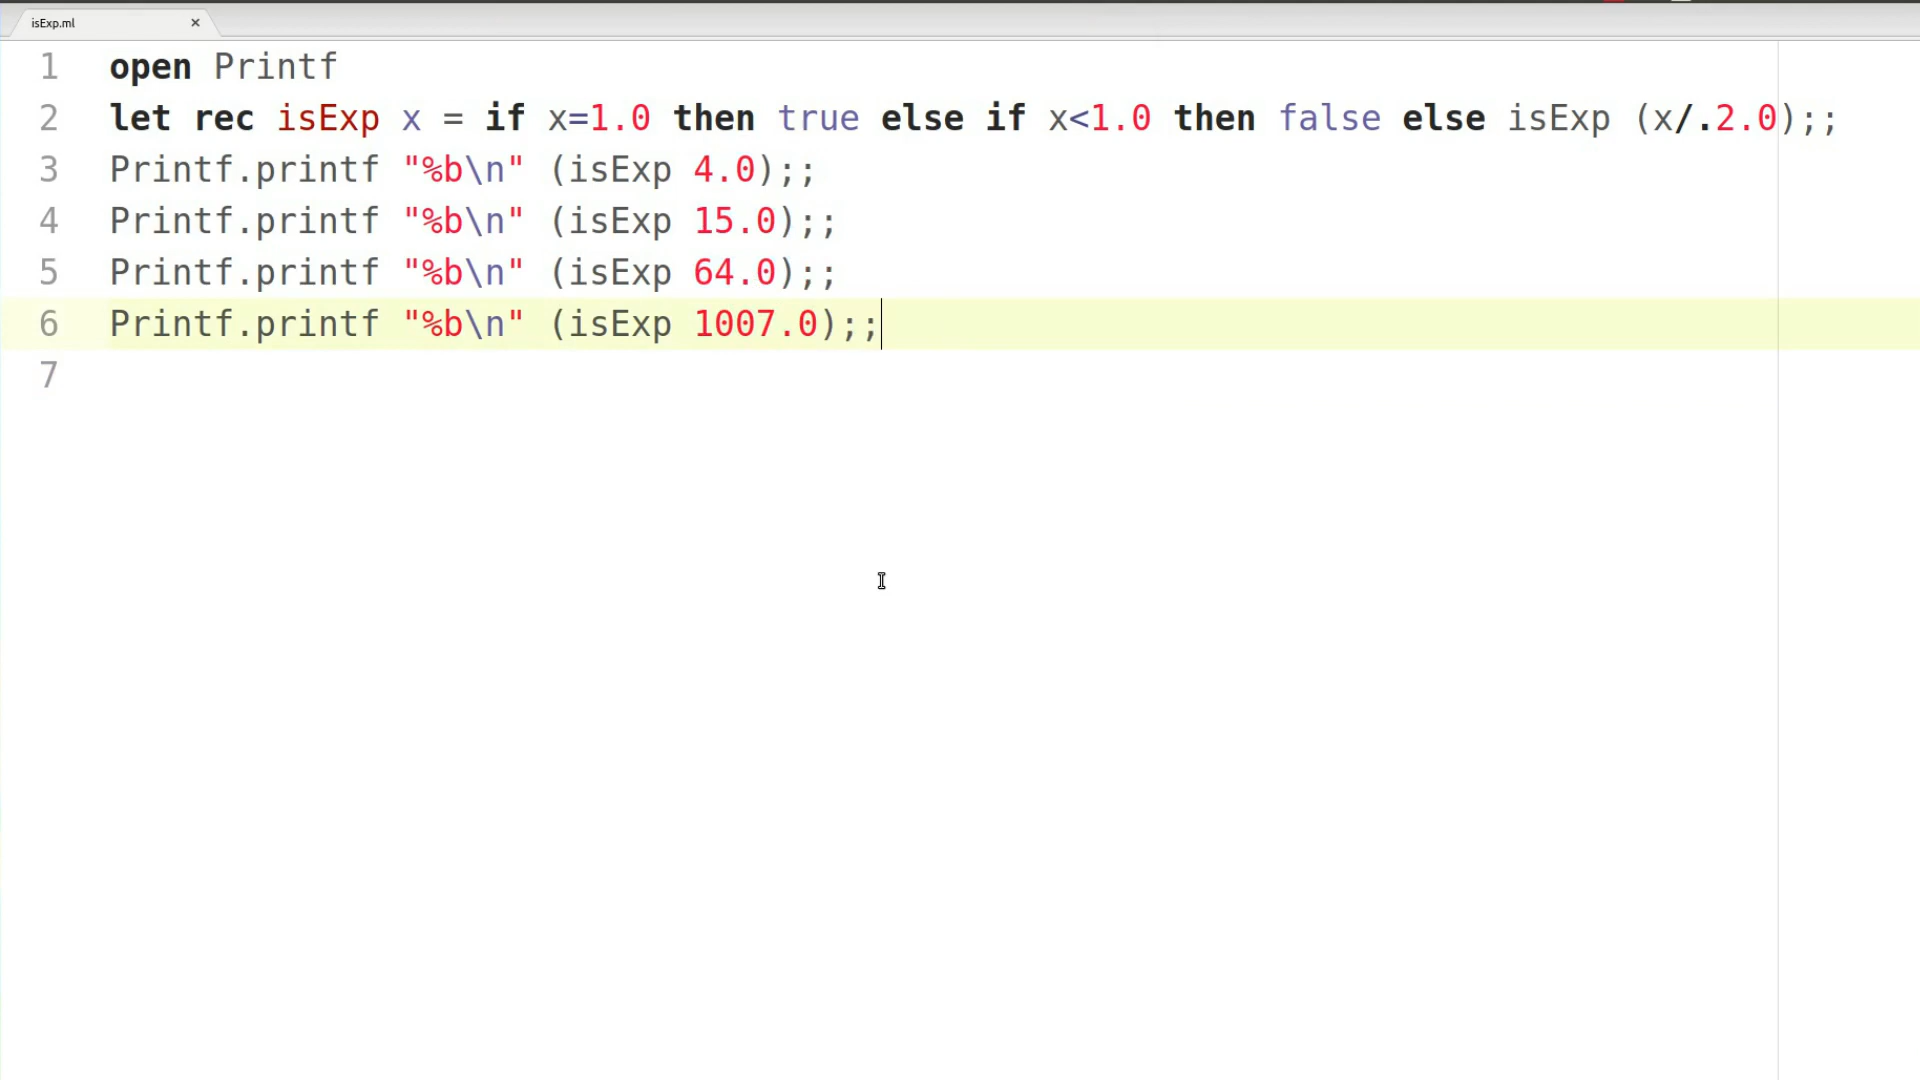 isExp.ml ×
1 open Printf
2 let rec isExp x = if x=1.0 then true else if x<1.0 then false else isExp (x/.2.0);;
3 Printf.printf "%b\n" (isExp 4.0);;
4 Printf.printf "%b\n" (isExp 15.0);;
5 Printf.printf "%b\n" (isExp 64.0);;
6 Printf.printf "%b\n" (isExp 1007.0);;
7